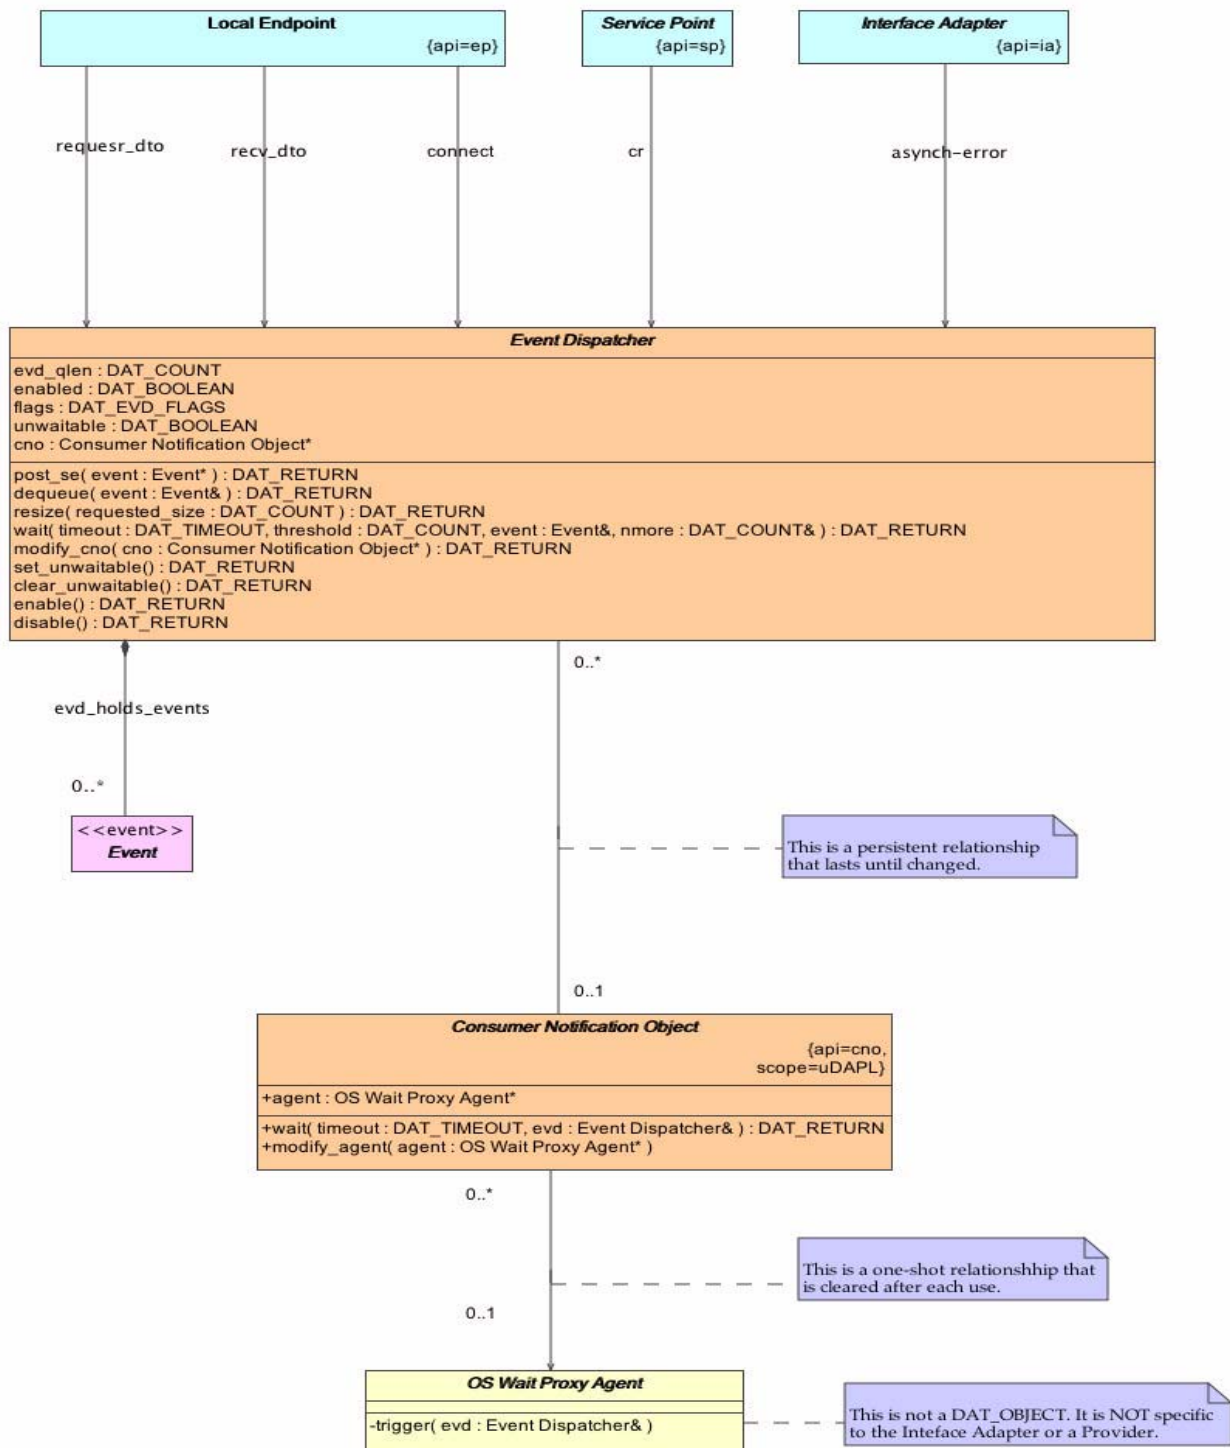 Local Endpoint
{api=ep}
Service Point
{api=sp}
Interface Adapter
{api=ia}
requesr_dto
recv_dto
connect
cr
asynch-error
Event Dispatcher
evd_qlen : DAT_COUNT
enabled : DAT_BOOLEAN
flags : DAT_EVD_FLAGS
unwaitable : DAT_BOOLEAN
cno : Consumer Notification Object*
post_se( event : Event* ) : DAT_RETURN
dequeue( event : Event& ) : DAT_RETURN
resize( requested_size : DAT_COUNT ) : DAT_RETURN
wait( timeout : DAT_TIMEOUT, threshold : DAT_COUNT, event : Event&, nmore : DAT_COUNT& ) : DAT_RETURN
modify_cno( cno : Consumer Notification Object* ) : DAT_RETURN
set_unwaitable() : DAT_RETURN
clear_unwaitable() : DAT_RETURN
enable() : DAT_RETURN
disable() : DAT_RETURN
0..*
evd_holds_events
0..*
<<event>>
Event
This is a persistent relationship
that lasts until changed.
0..1
Consumer Notification Object
{api=cno,
scope=uDAPL}
+agent : OS Wait Proxy Agent*
+wait( timeout : DAT_TIMEOUT, evd : Event Dispatcher& ) : DAT_RETURN
+modify_agent( agent : OS Wait Proxy Agent* )
0..*
This is a one-shot relationshhip that
is cleared after each use.
0..1
OS Wait Proxy Agent
-trigger( evd : Event Dispatcher& )
This is not a DAT_OBJECT. It is NOT specific
to the Inteface Adapter or a Provider.